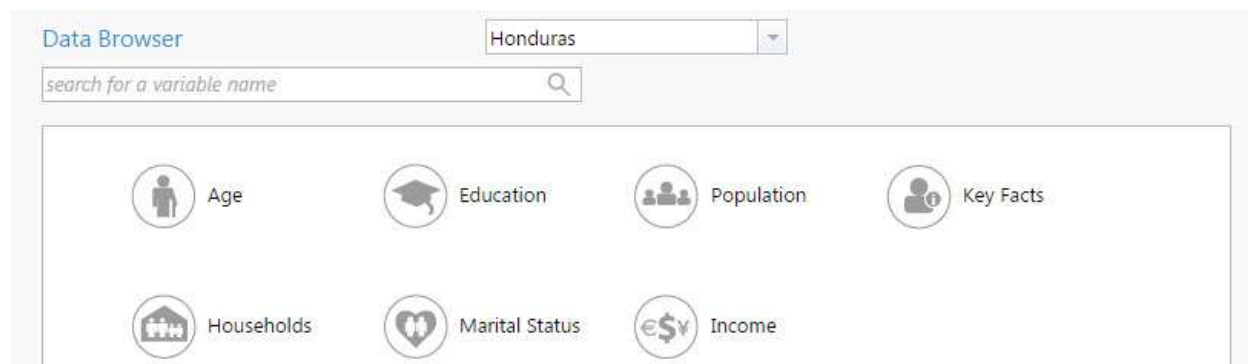 Data Browser
Honduras
search for a variable name
Age
Education
Population
Key Facts
Households
Marital Status
€$¥ Income